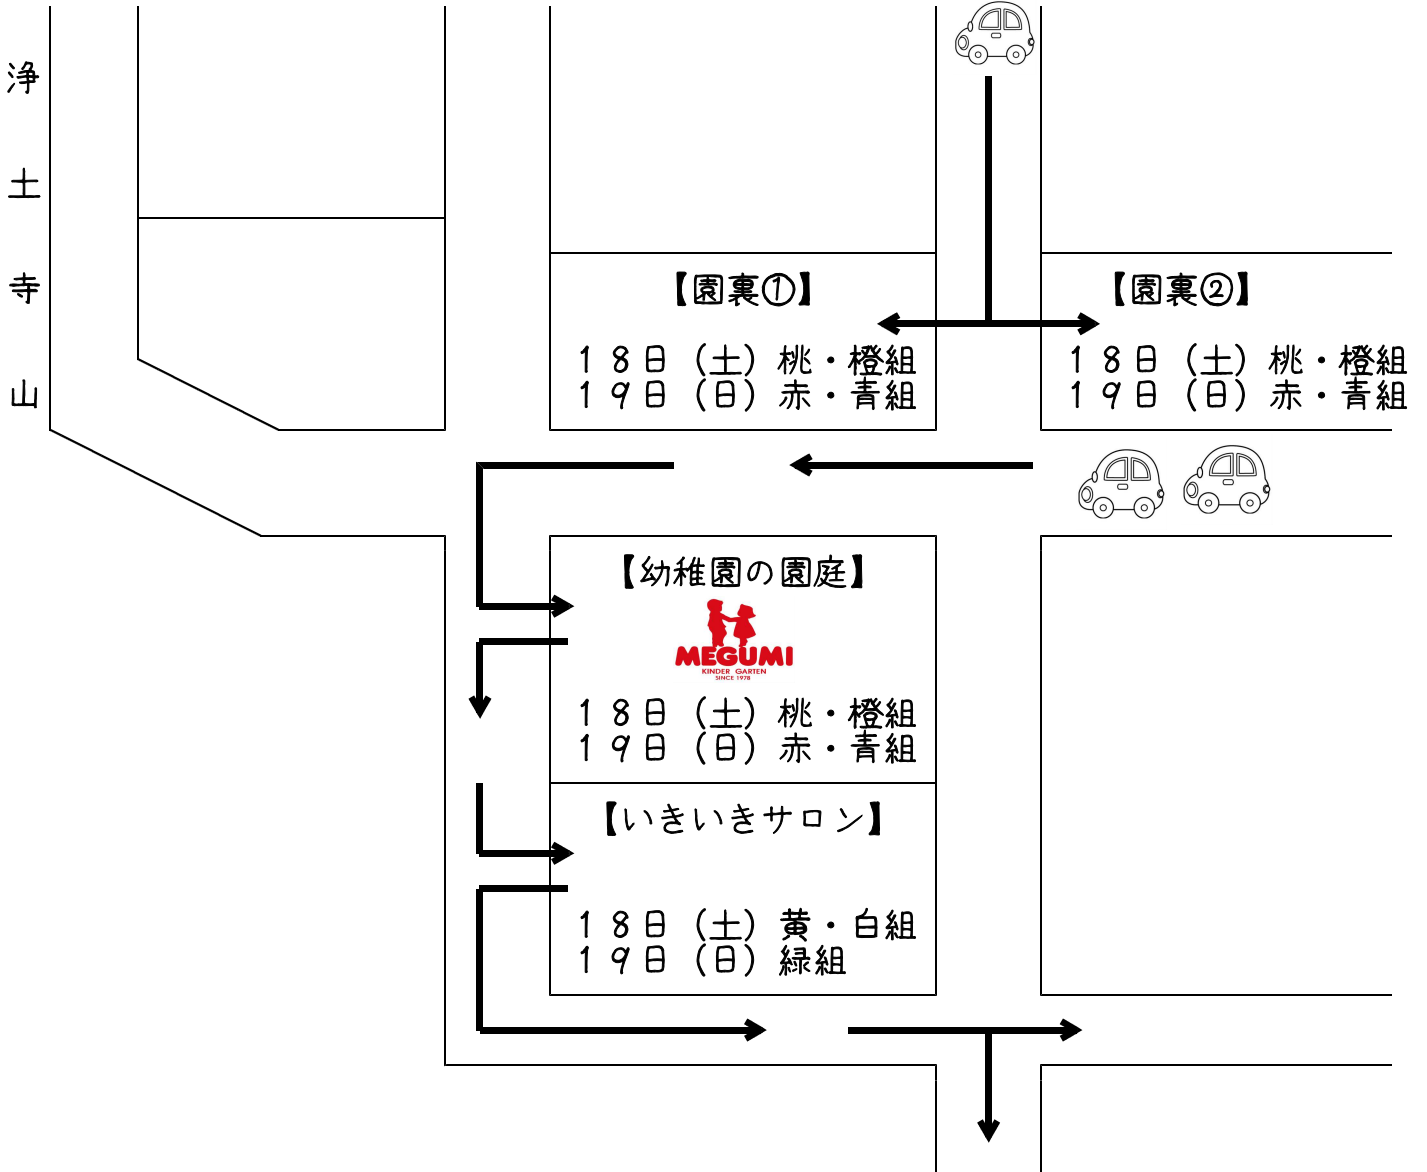 浄土寺山
【園裏①】
18日（土）桃・橙組
19日（日）赤・青組
【園裏②】
18日（土）桃・橙組
19日（日）赤・青組
【幼稚園の園庭】
MEGUMI
KINDER GARTEN
SINCE 1978
18日（土）桃・橙組
19日（日）赤・青組
【いきいきサロン】
18日（土）黄・白組
19日（日）緑組